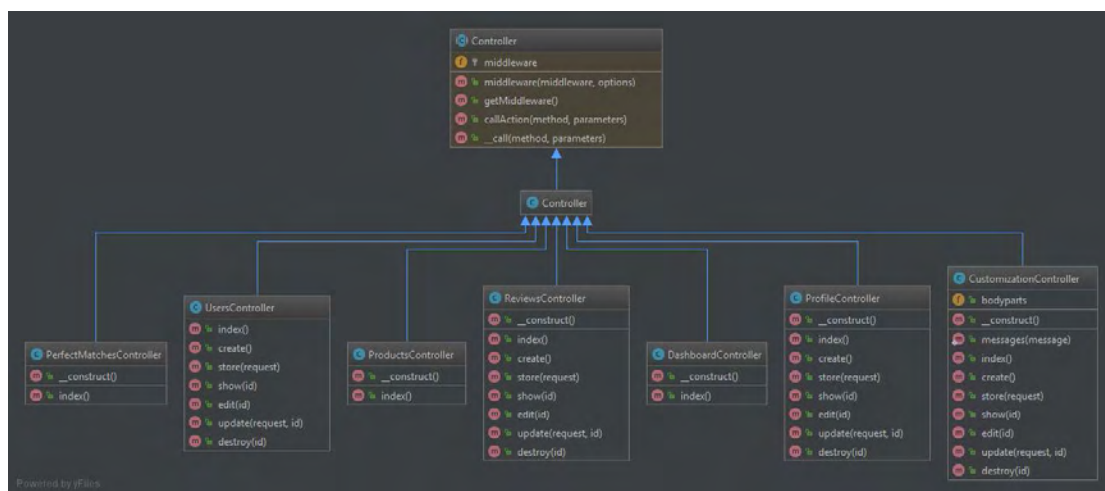 Controller
middleware
middleware(middleware, options)
getMiddleware()
callAction(method, parameters)
__call(method, parameters)
Controller
PerfectMatchesController
__construct()
index()
UsersController
index()
create()
store(request)
show(id)
edit(id)
update(request, id)
destroy(id)
ProductsController
__construct()
index()
ReviewsController
__construct()
index()
create()
store(request)
show(id)
edit(id)
update(request, id)
destroy(id)
DashboardController
__construct()
index()
ProfileController
__construct()
index()
create()
store(request)
show(id)
edit(id)
update(request, id)
destroy(id)
CustomizationController
bodyparts
__construct()
messages(message)
index()
create()
store(request)
show(id)
edit(id)
update(request, id)
destroy(id)
Powered by yFiles